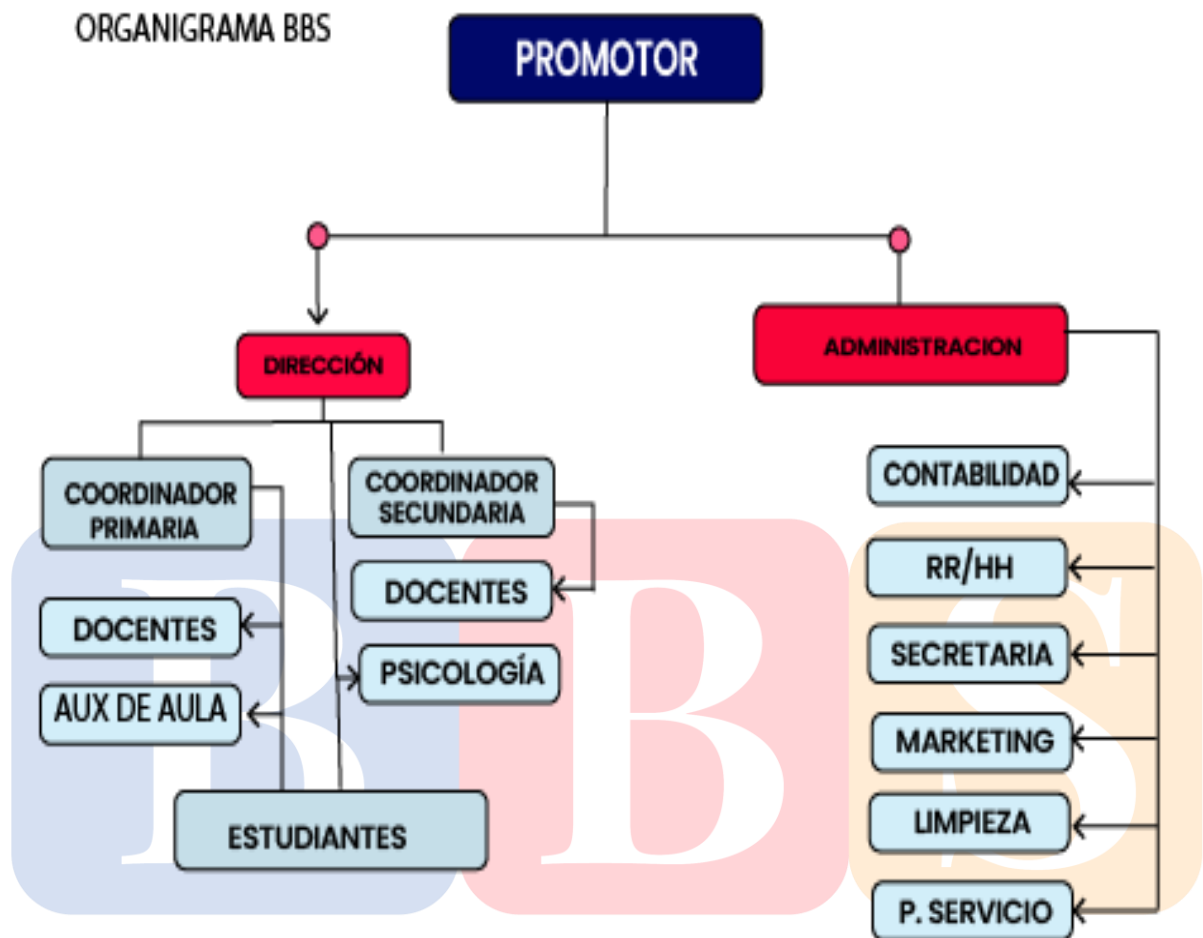 ORGANIGRAMA BBS
PROMOTOR
DIRECCIÓN
ADMINISTRACION
COORDINADOR
PRIMARIA
COORDINADOR
SECUNDARIA
DOCENTES
AUX DE AULA
DOCENTES
PSICOLOGÍA
ESTUDIANTES
CONTABILIDAD
RR/HH
SECRETARIA
MARKETING
LIMPIEZA
P. SERVICIO
B B S